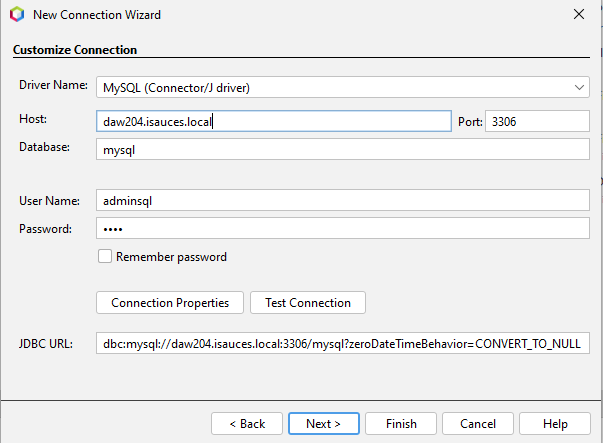 New Connection Wizard
Customize Connection
Driver Name: MySQL (Connector/J driver)
Host: daw204.isauces.local Port: 3306
Database: mysql
User Name: adminsql
Password: ••••
Remember password
Connection Properties Test Connection
JDBC URL: dbc:mysql://daw204.isauces.local:3306/mysql?zeroDateTimeBehavior=CONVERT_TO_NULL
< Back Next > Finish Cancel Help